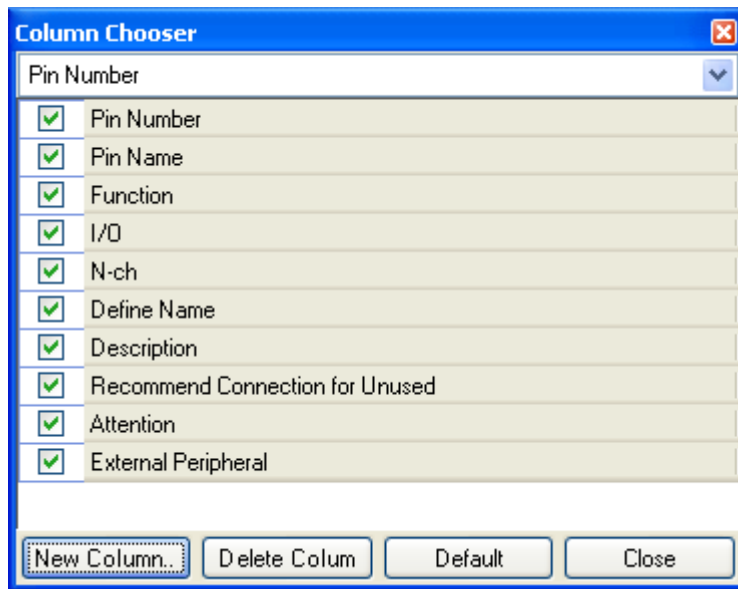 Column Chooser
Pin Number
Pin Number
Pin Name
Function
I/O
N-ch
Define Name
Description
Recommend Connection for Unused
Attention
External Peripheral
New Column.. Delete Colum Default Close